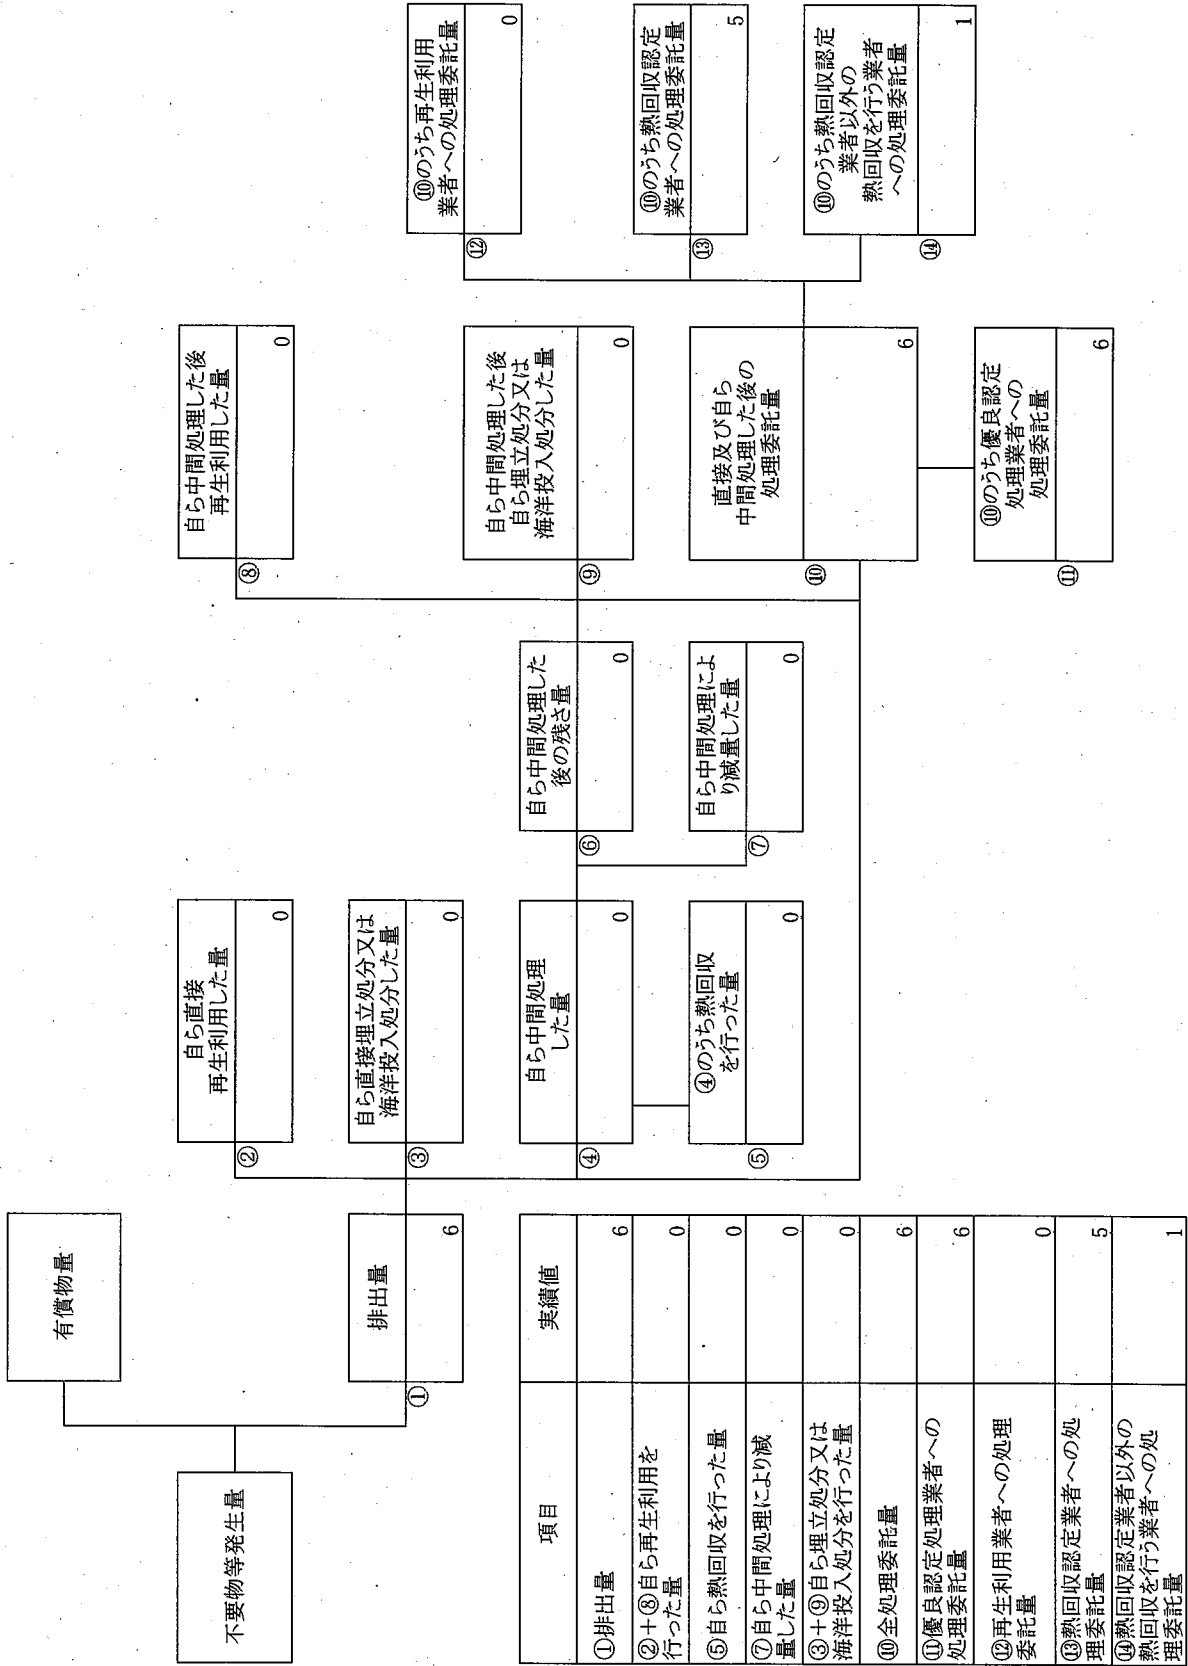 不要物等発生量
有償物量
①
排出量
6
②
自ら直接
再生利用した量
0
③
自ら直接埋立処分又は
海洋投入処分した量
0
④
自ら中間処理
した量
0
⑤
④のうち熱回収
を行った量
0
⑥
自ら中間処理した
後の残さ量
0
⑦
自ら中間処理によ
り減量した量
0
⑧
自ら中間処理した後
再生利用した量
0
⑨
自ら中間処理した後
自ら埋立処分又は
海洋投入処分した量
0
⑩
直接及び自ら
中間処理した後の
処理委託量
6
⑪
⑩のうち優良認定
処理業者への
処理委託量
6
⑫
⑩のうち再生利用
業者への処理委託量
0
⑬
⑩のうち熱回収認定
業者への処理委託量
5
⑭
⑩のうち熱回収認定
業者以外の
熱回収を行う業者
への処理委託量
1
項目
実績値
①排出量
6
②+⑧自ら再生利用を
行った量
0
⑤自ら熱回収を行った量
0
⑦自ら中間処理により減
量した量
0
③+⑨自ら埋立処分又は
海洋投入処分を行った量
0
⑩全処理委託量
6
⑪優良認定処理業者への
処理委託量
6
⑫再生利用業者への処理
委託量
0
⑬熱回収認定業者への処
理委託量
5
⑭熱回収認定業者以外の
熱回収を行う業者への処
理委託量
1